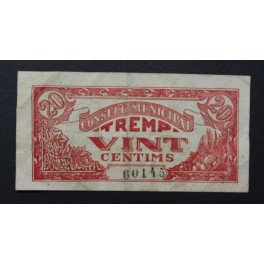 CONSELL MUNICIPAL
20 TREMP 20
VINT
CENTIMS
60145